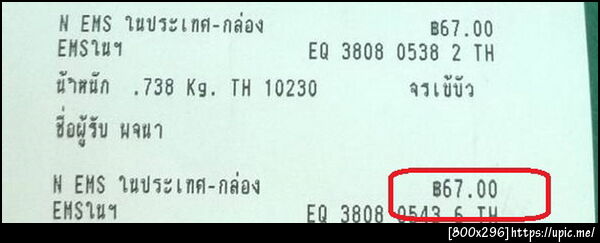 N EMS ในประเทศ-กล่อง ฿67.00
EMSในฯ EQ 3808 0538 2 TH
น้ำหนัก .738 Kg. TH 10230 จรเข้บัว
ชื่อผู้รับ ผจนา
N EMS ในประเทศ-กล่อง ฿67.00
EMSในฯ EQ 3808 0543 6 TH
[800x296]https://upic.me/